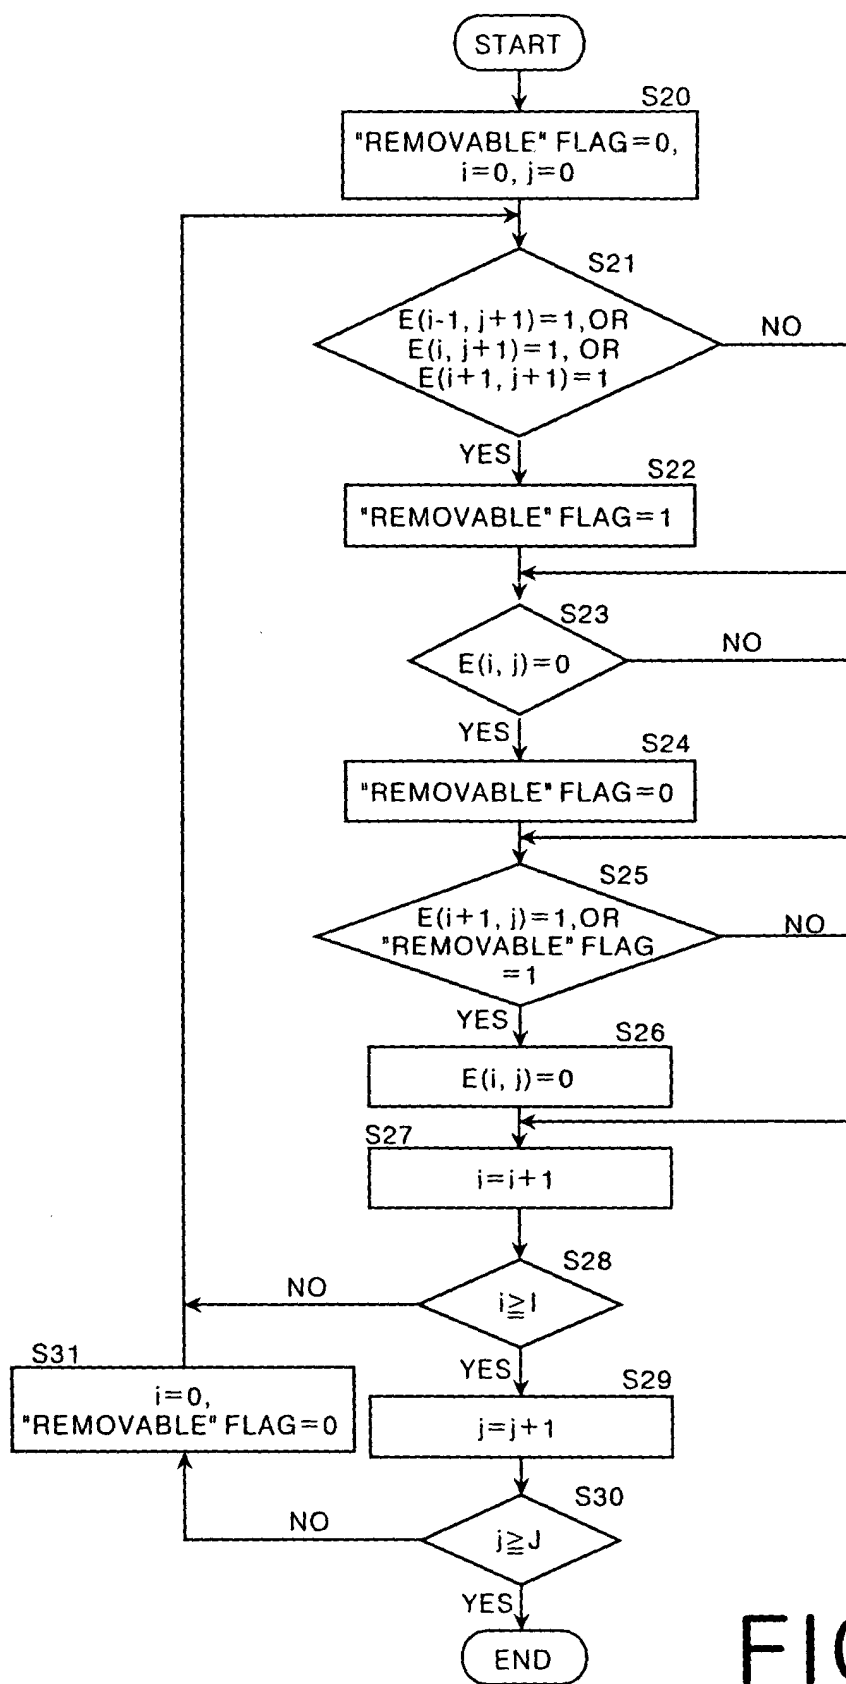 START
S20
"REMOVABLE" FLAG=0,
i=0, j=0
S21
E(i-1, j+1)=1,OR
E(i, j+1)=1, OR
E(i+1, j+1)=1
NO
YES
S22
"REMOVABLE" FLAG=1
S23
E(i, j)=0
NO
YES
S24
"REMOVABLE" FLAG=0
S25
E(i+1, j)=1,OR
"REMOVABLE" FLAG
=1
NO
YES
S26
E(i, j)=0
S27
i=i+1
S28
i≧I
NO
YES
S31
i=0,
"REMOVABLE" FLAG=0
S29
j=j+1
S30
j≧J
NO
YES
END